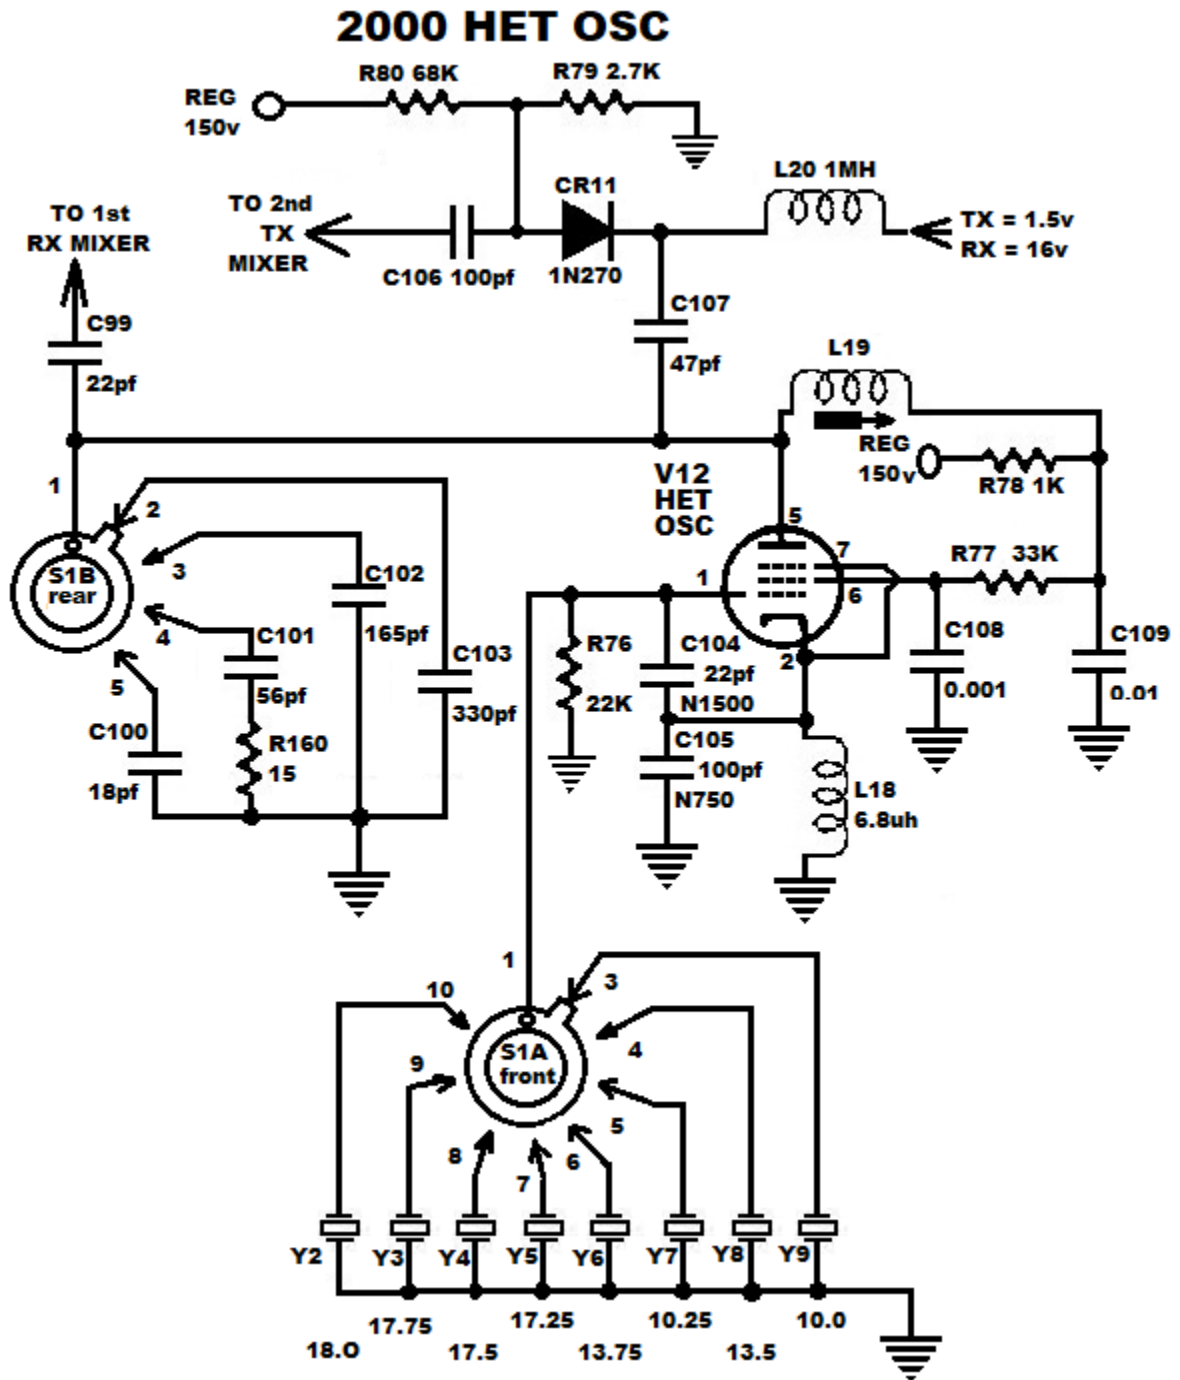 2000 HET OSC
R80 68K
R79 2.7K
REG
150v
L20 1MH
CR11
TO 2nd
TX
MIXER
TO 1st
RX MIXER
TX = 1.5v
RX = 16v
C106 100pf
1N270
C107
47pf
C99
22pf
L19
REG
150v
R78 1K
V12
HET
OSC
1
2
5
7
1
6
2
R77 33K
S1B
rear
3
4
5
C102
165pf
C101
56pf
C103
330pf
C100
18pf
R160
15
R76
22K
C104
22pf
N1500
C105
100pf
N750
C108
0.001
C109
0.01
L18
6.8uh
1
10
3
S1A
front
9
4
8
7
6
5
Y2
Y3
Y4
Y5
Y6
Y7
Y8
Y9
17.75
17.25
10.25
10.0
18.0
17.5
13.75
13.5